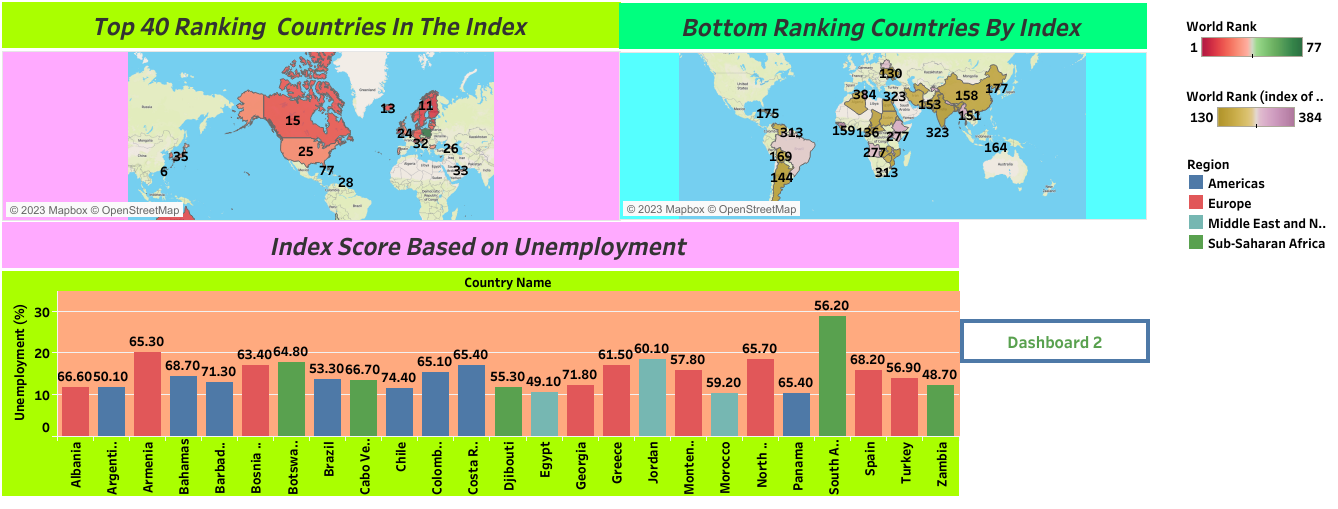 Top 40 Ranking Countries In The Index
Bottom Ranking Countries By Index
World Rank
1 77
World Rank (index of ..
130 384
Region
Americas
Europe
Middle East and N..
Sub-Saharan Africa
13 11
15
24
25 32 26
35
6 77 33
28
© 2023 Mapbox © OpenStreetMap
130
384 323 158 177
153
175 151
159 136 277 323
313
164
169 277
144 313
© 2023 Mapbox © OpenStreetMap
Index Score Based on Unemployment
Country Name
Unemployment (%)
30
20
10
0
66.60 50.10 65.30 68.70 71.30 63.40 64.80 53.30 66.70 74.40 65.10 65.40 55.30 49.10 71.80 61.50 60.10 57.80 59.20 65.70 65.40 56.20 68.20 56.90 48.70
Albania Argenti.. Armenia Bahamas Barbad.. Bosnia .. Botswa.. Brazil Cabo Ve.. Chile Colomb.. Costa R.. Djibouti Egypt Georgia Greece Jordan Monten.. Morocco North .. Panama South A.. Spain Turkey Zambia
Dashboard 2